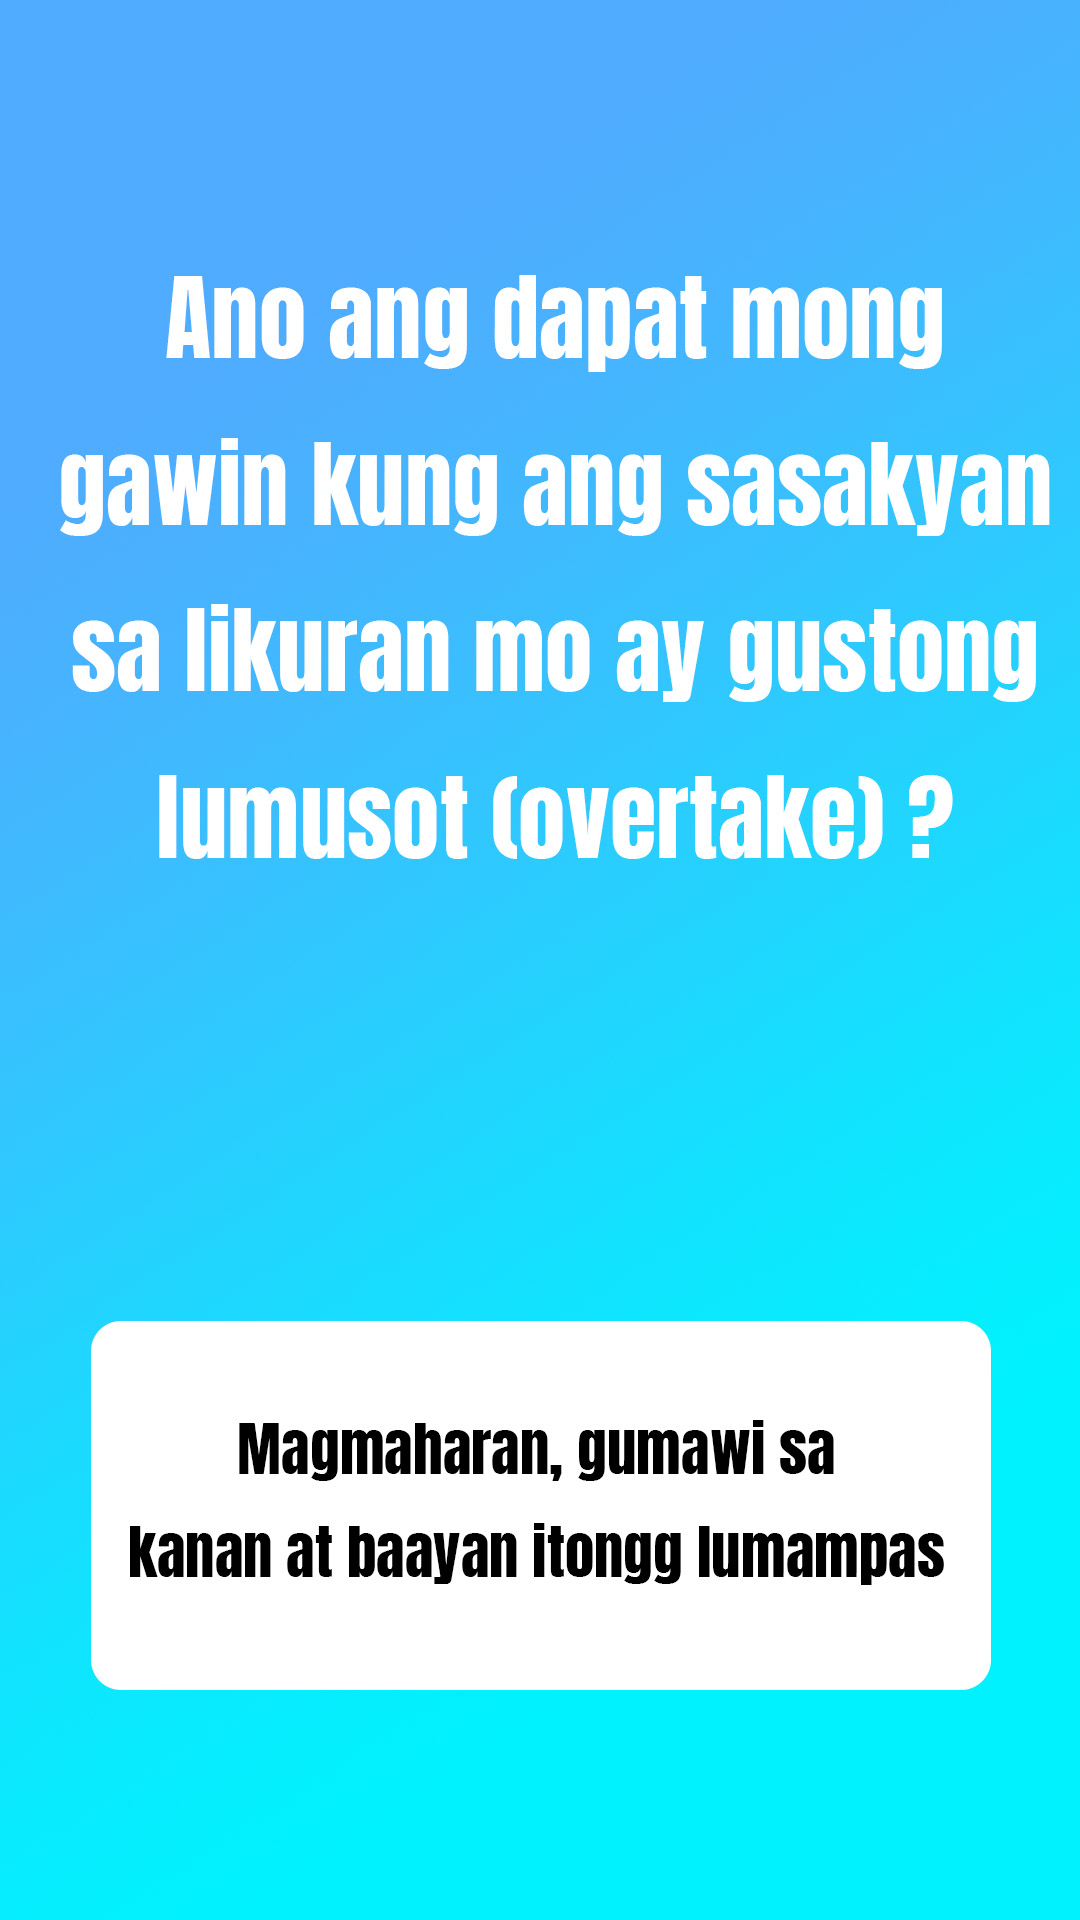 Ano ang dapat mong
gawin kung ang sasakyan
sa likuran mo ay gustong
lumusot (overtake) ?
Magmaharan, gumawi sa
kanan at baayan itongg lumampas